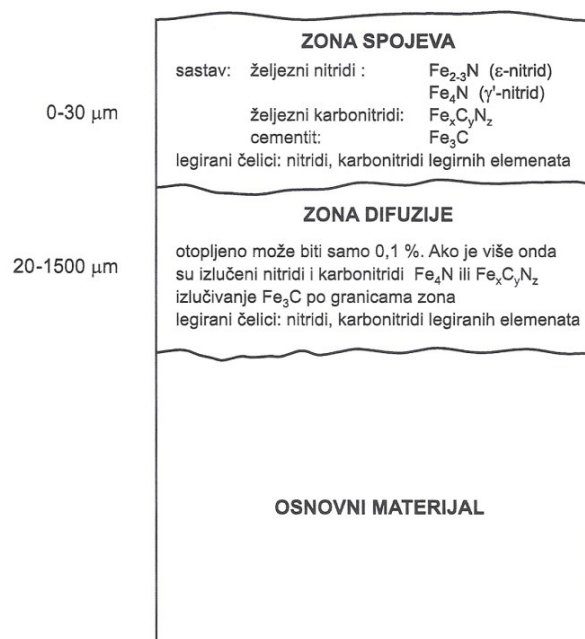 ZONA SPOJEVA
sastav: željezni nitridi : Fe₂₋₃N (ε-nitrid)
Fe₄N (γ'-nitrid)
0-30 µm
željezni karbonitridi: FeₓCᵧN_z
cementit: Fe₃C
legirani čelici: nitridi, karbonitridi legirnih elemenata
ZONA DIFUZIJE
20-1500 µm
otopljeno može biti samo 0,1 %. Ako je više onda
su izlučeni nitridi i karbonitridi Fe₄N ili FeₓCᵧN_z
izlučivanje Fe₃C po granicama zona
legirani čelici: nitridi, karbonitridi legiranih elemenata
OSNOVNI MATERIJAL